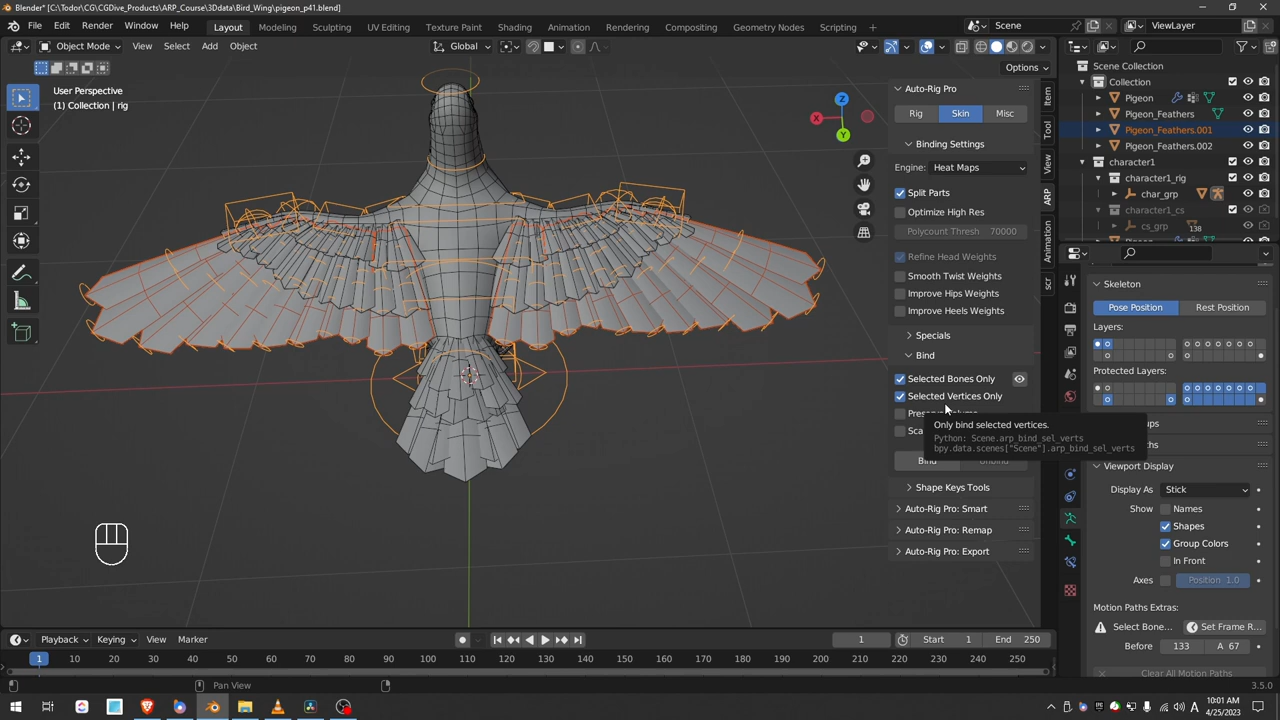 Blender* [C:\Todor\CG\CGDive_Products\ARP_Course\3Ddata\Bird_Wing\pigeon_p41.blend]
File Edit Render Window Help Layout Modeling Sculpting UV Editing Texture Paint Shading Animation Rendering Compositing Geometry Nodes Scripting Scene ViewLayer
Object Mode View Select Add Object Global
Options
User Perspective
(1) Collection | rig
Z
X
Y
Auto-Rig Pro
Rig Skin Misc
Binding Settings
Engine: Heat Maps
Split Parts
Optimize High Res
Polycount Thresh 70000
Refine Head Weights
Smooth Twist Weights
Improve Hips Weights
Improve Heels Weights
Specials
Bind
Selected Bones Only
Selected Vertices Only
Only bind selected vertices.
Python: Scene.arp_bind_sel_verts
bpy.data.scenes["Scene"].arp_bind_sel_verts
Bind
Shape Keys Tools
Auto-Rig Pro: Smart
Auto-Rig Pro: Remap
Auto-Rig Pro: Export
Item
Tool
View
ARP
Animation
scr
Scene Collection
Collection
Pigeon
Pigeon_Feathers
Pigeon_Feathers.001
Pigeon_Feathers.002
character1
character1_rig
char_grp
character1_cs
cs_grp
138
Skeleton
Pose Position Rest Position
Layers:
Protected Layers:
Viewport Display
Display As Stick
Show Names
Shapes
Group Colors
In Front
Axes Position 1.0
Motion Paths Extras:
Select Bone... Set Frame R...
Before 133 A 67
Clear All Motion Paths
Playback Keying View Marker 1 Start 1 End 250
1 10 20 30 40 50 60 70 80 90 100 110 120 130 140 150 160 170 180 190 200 210 220 230 240 250
Pan View 3.5.0
10:01 AM
4/25/2023